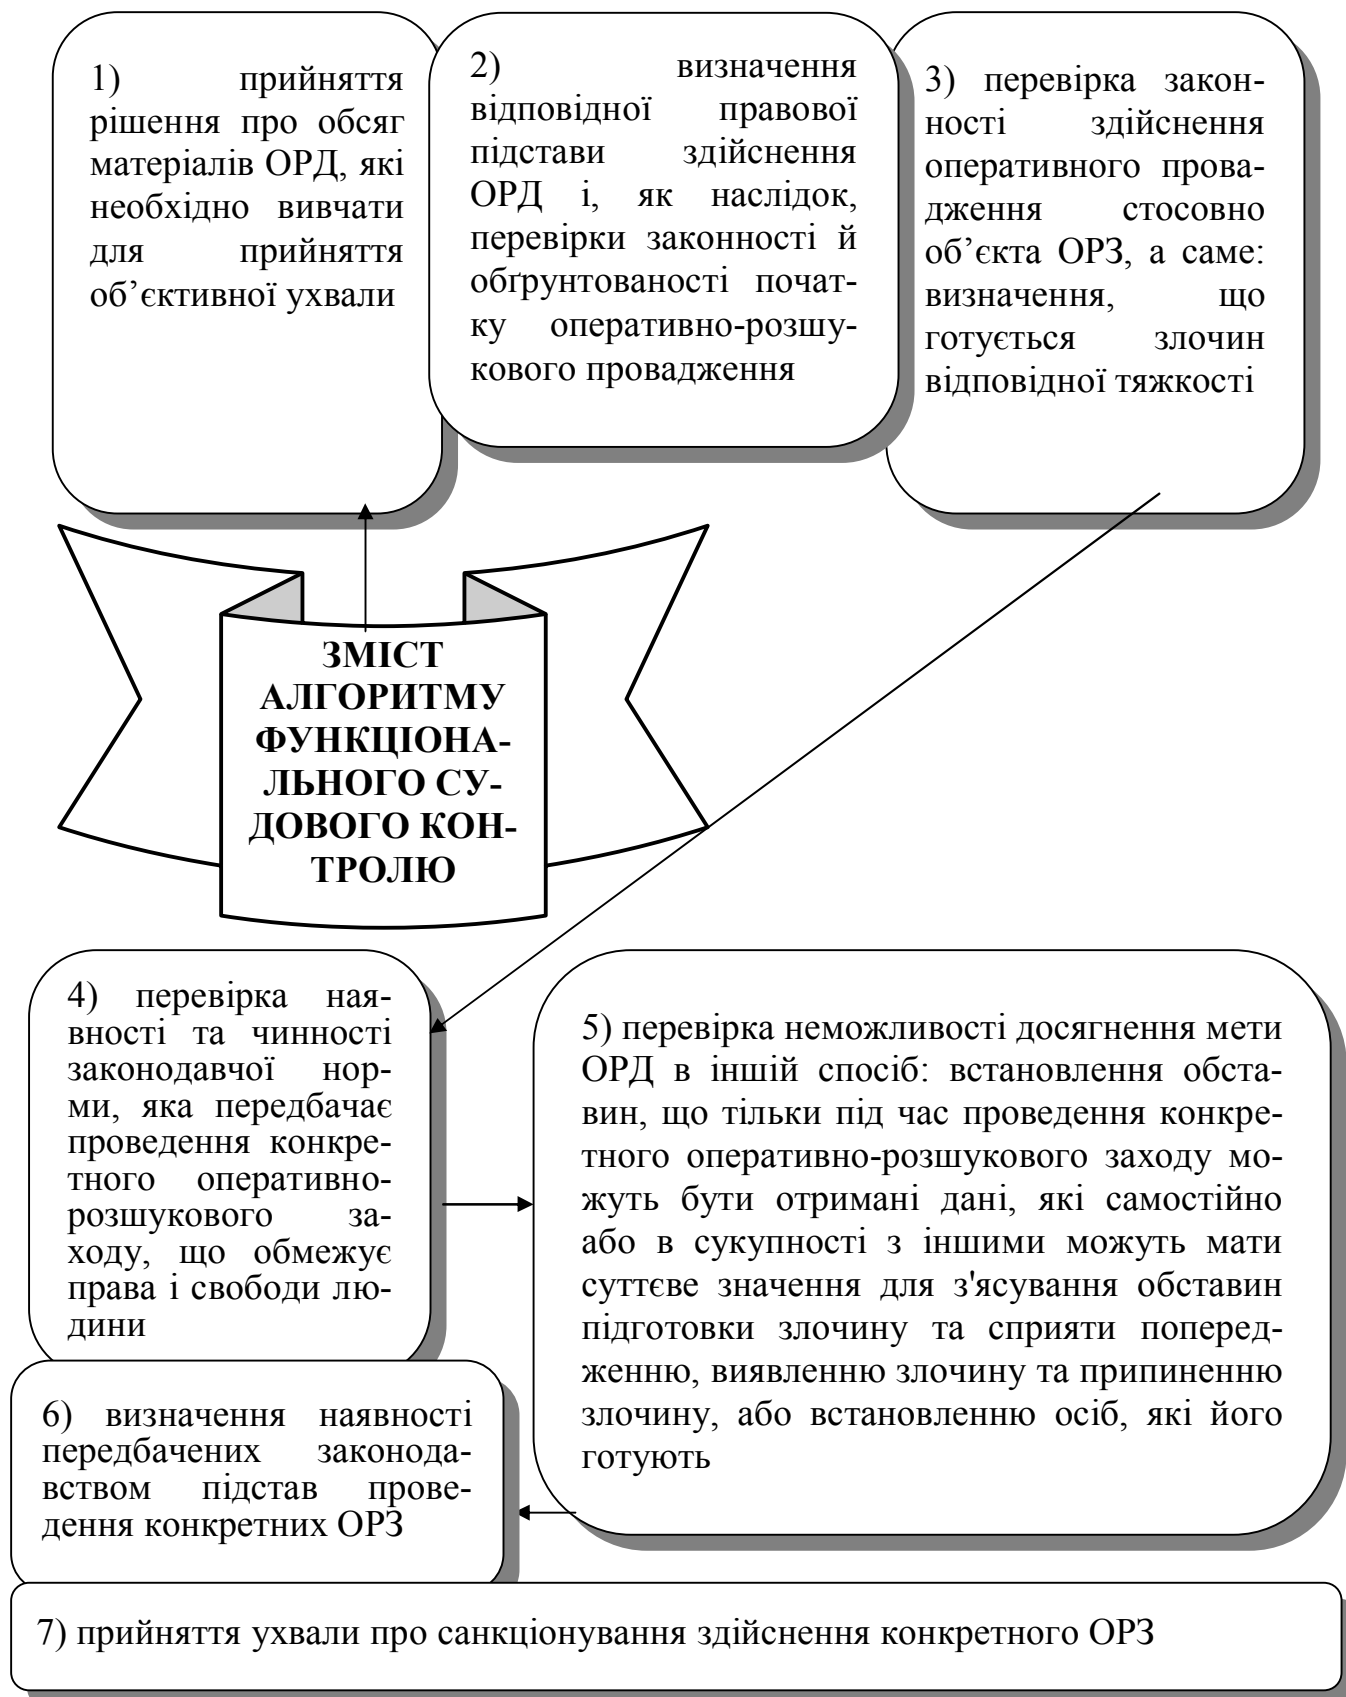 1) прийняття
рішення про обсяг
матеріалів ОРД, які
необхідно вивчати
для прийняття
об’єктивної ухвали
2) визначення
відповідної правової
підстави здійснення
ОРД і, як наслідок,
перевірки законності й
обґрунтованості почат-
ку оперативно-розшу-
кового провадження
3) перевірка закон-
ності здійснення
оперативного прова-
дження стосовно
об’єкта ОРЗ, а саме:
визначення, що
готується злочин
відповідної тяжкості
ЗМІСТ
АЛГОРИТМУ
ФУНКЦІОНА-
ЛЬНОГО СУ-
ДОВОГО КОН-
ТРОЛЮ
4) перевірка ная-
вності та чинності
законодавчої нор-
ми, яка передбачає
проведення конкре-
тного оперативно-
розшукового за-
ходу, що обмежує
права і свободи лю-
дини
5) перевірка неможливості досягнення мети
ОРД в іншій спосіб: встановлення обста-
вин, що тільки під час проведення конкре-
тного оперативно-розшукового заходу мо-
жуть бути отримані дані, які самостійно
або в сукупності з іншими можуть мати
суттєве значення для з'ясування обставин
підготовки злочину та сприяти поперед-
женню, виявленню злочину та припиненню
злочину, або встановленню осіб, які його
готують
6) визначення наявності
передбачених законода-
вством підстав прове-
дення конкретних ОРЗ
7) прийняття ухвали про санкціонування здійснення конкретного ОРЗ